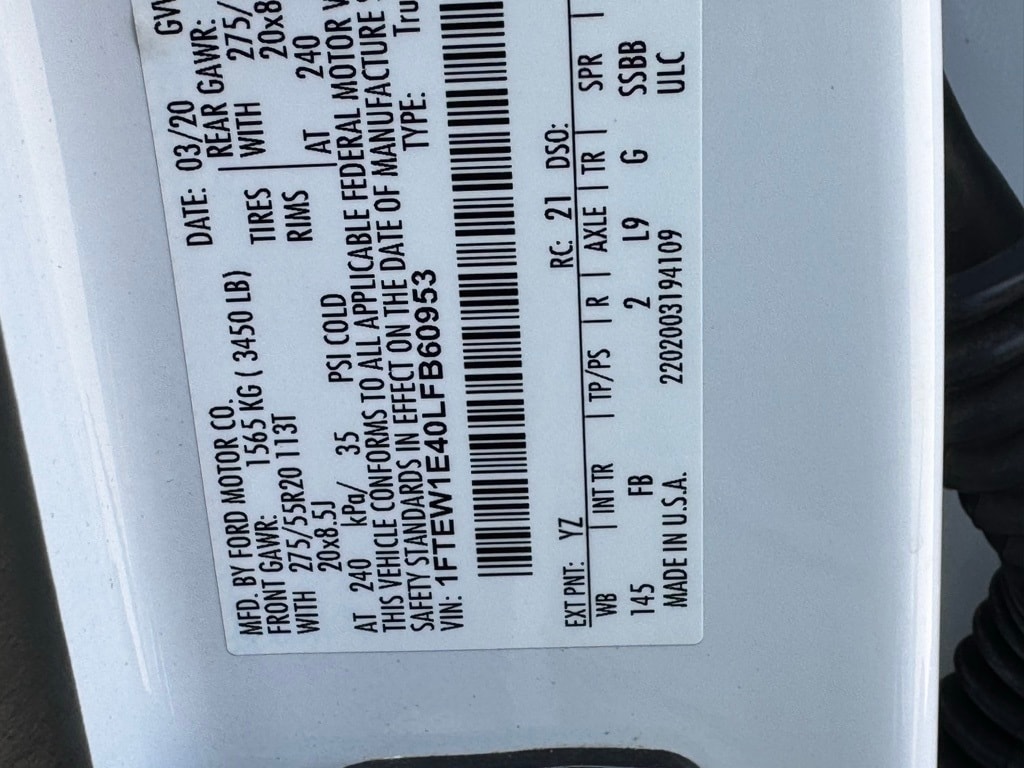 MFD. BY FORD MOTOR CO.
DATE: 03/20
FRONT GAWR: 1565 KG ( 3450 LB)
REAR GAWR:
WITH 275/55R20 113T
TIRES
WITH 275/
20x8.5J
RIMS
20x8
AT 240 kPa/ 35 PSI COLD
AT 240
THIS VEHICLE CONFORMS TO ALL APPLICABLE FEDERAL MOTOR
SAFETY STANDARDS IN EFFECT ON THE DATE OF MANUFACTURE
VIN: 1FTEW1E40LFB60953
TYPE:
EXT PNT: YZ
RC: 21 DSO:
WB | INT TR | TP/PS | R | AXLE | TR | SPR |
145 FB 2 L9 G SSBB
MADE IN U.S.A. 2202003194109 ULC